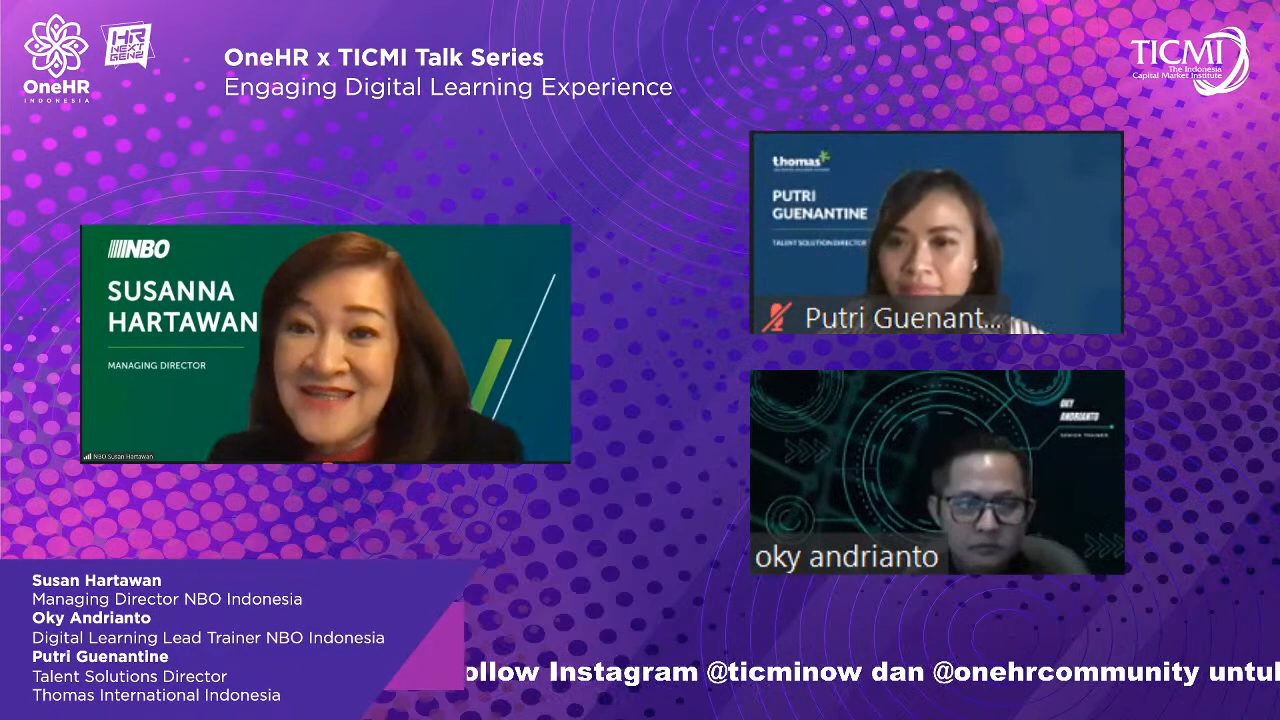 OneHR
INDONESIA
HR
NEXT
GEN
OneHR x TICMI Talk Series
Engaging Digital Learning Experience
TICMI
The Indonesia
Capital Market Institute
NBO
SUSANNA
HARTAWAN
MANAGING DIRECTOR
NBO Susan Hartawan
thomas
PUTRI
GUENANTINE
TALENT SOLUTION DIRECTOR
Putri Guenant...
OKY
ANDRIANTO
SENIOR TRAINER
oky andrianto
Susan Hartawan
Managing Director NBO Indonesia
Oky Andrianto
Digital Learning Lead Trainer NBO Indonesia
Putri Guenantine
Talent Solutions Director
Thomas International Indonesia
ollow Instagram @ticminow dan @onehrcommunity untu